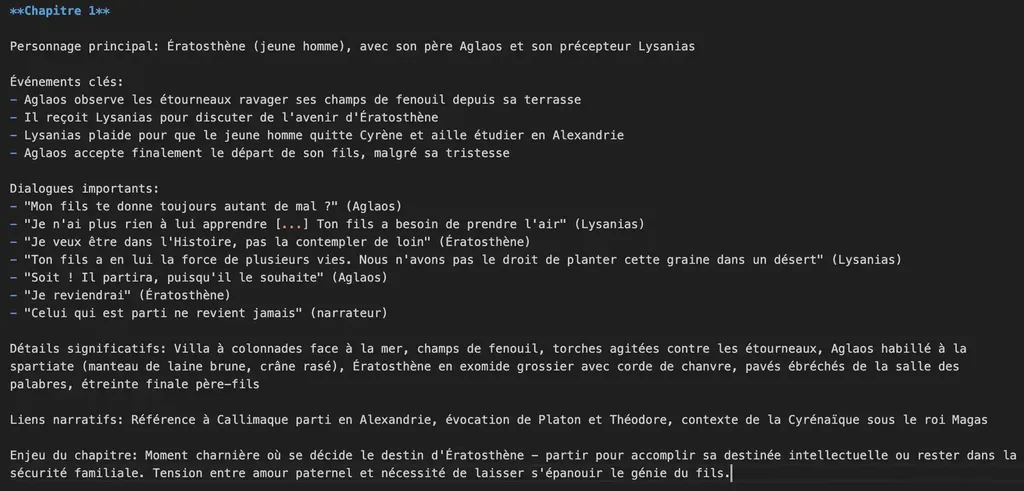 **Chapitre 1**
Personnage principal: Ératosthène (jeune homme), avec son père Aglaos et son précepteur Lysanias
Événements clés:
- Aglaos observe les étourneaux ravager ses champs de fenouil depuis sa terrasse
- Il reçoit Lysanias pour discuter de l'avenir d'Ératosthène
- Lysanias plaide pour que le jeune homme quitte Cyrène et aille étudier en Alexandrie
- Aglaos accepte finalement le départ de son fils, malgré sa tristesse
Dialogues importants:
- "Mon fils te donne toujours autant de mal ?" (Aglaos)
- "Je n'ai plus rien à lui apprendre [...] Ton fils a besoin de prendre l'air" (Lysanias)
- "Je veux être dans l'Histoire, pas la contempler de loin" (Ératosthène)
- "Ton fils a en lui la force de plusieurs vies. Nous n'avons pas le droit de planter cette graine dans un désert" (Lysanias)
- "Soit ! Il partira, puisqu'il le souhaite" (Aglaos)
- "Je reviendrai" (Ératosthène)
- "Celui qui est parti ne revient jamais" (narrateur)
Détails significatifs: Villa à colonnades face à la mer, champs de fenouil, torches agitées contre les étourneaux, Aglaos habillé à la
spartiate (manteau de laine brune, crâne rasé), Ératosthène en exomide grossier avec corde de chanvre, pavés ébréchés de la salle des
palabres, étreinte finale père-fils
Liens narratifs: Référence à Callimaque parti en Alexandrie, évocation de Platon et Théodore, contexte de la Cyrénaïque sous le roi Magas
Enjeu du chapitre: Moment charnière où se décide le destin d'Ératosthène - partir pour accomplir sa destinée intellectuelle ou rester dans la
sécurité familiale. Tension entre amour paternel et nécessité de laisser s'épanouir le génie du fils.